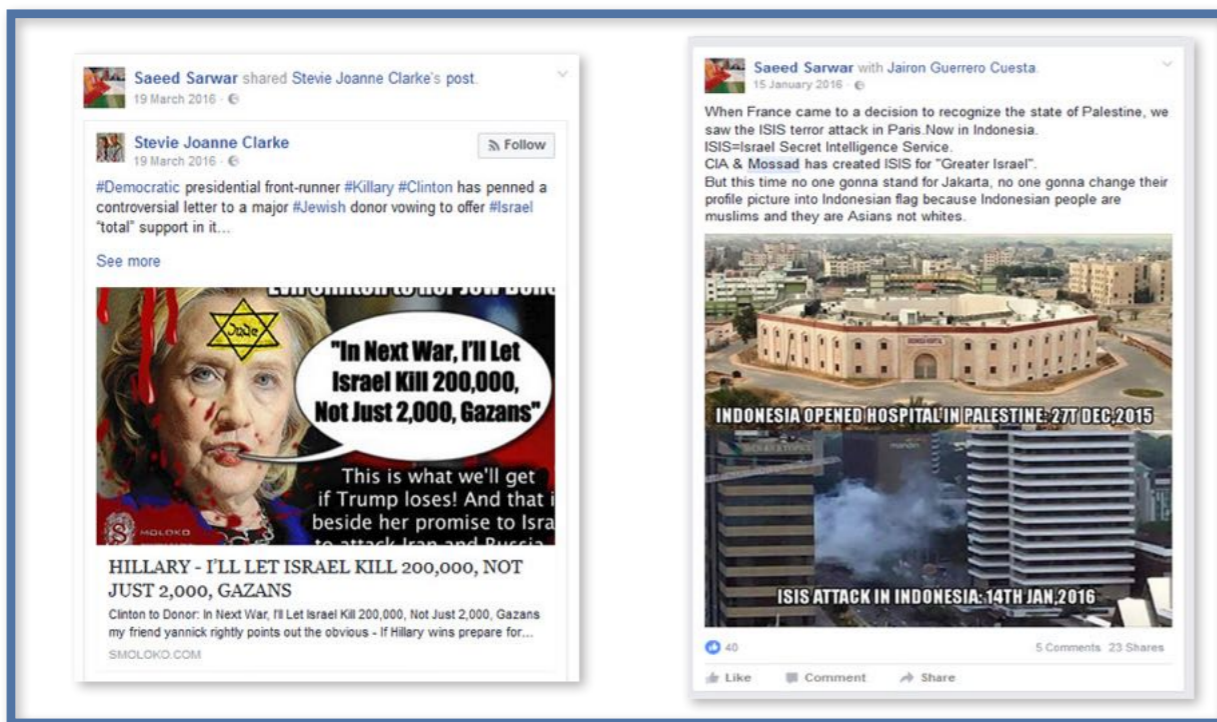 Saeed Sarwar shared Stevie Joanne Clarke's post.
19 March 2016
Stevie Joanne Clarke
19 March 2016
Follow
#Democratic presidential front-runner #Killary #Clinton has penned a
controversial letter to a major #Jewish donor vowing to offer #Israel
"total" support in it...
See more
Jude
"In Next War, I'll Let
Israel Kill 200,000,
Not Just 2,000, Gazans"
This is what we'll get
if Trump loses! And that i
beside her promise to Isra
to attack Iran and Russia
MOLOKO
HILLARY - I'LL LET ISRAEL KILL 200,000, NOT
JUST 2,000, GAZANS
Clinton to Donor: In Next War, I'll Let Israel Kill 200,000, Not Just 2,000, Gazans
my friend yannick rightly points out the obvious - If Hillary wins prepare for...
SMOLOKO.COM
Saeed Sarwar with Jairon Guerrero Cuesta.
15 January 2016
When France came to a decision to recognize the state of Palestine, we
saw the ISIS terror attack in Paris.Now in Indonesia.
ISIS=Israel Secret Intelligence Service.
CIA & Mossad has created ISIS for "Greater Israel".
But this time no one gonna stand for Jakarta, no one gonna change their
profile picture into Indonesian flag because Indonesian people are
muslims and they are Asians not whites.
INDONESIA OPENED HOSPITAL IN PALESTINE: 27T DEC,2015
ISIS ATTACK IN INDONESIA: 14TH JAN,2016
40
5 Comments 23 Shares
Like Comment Share